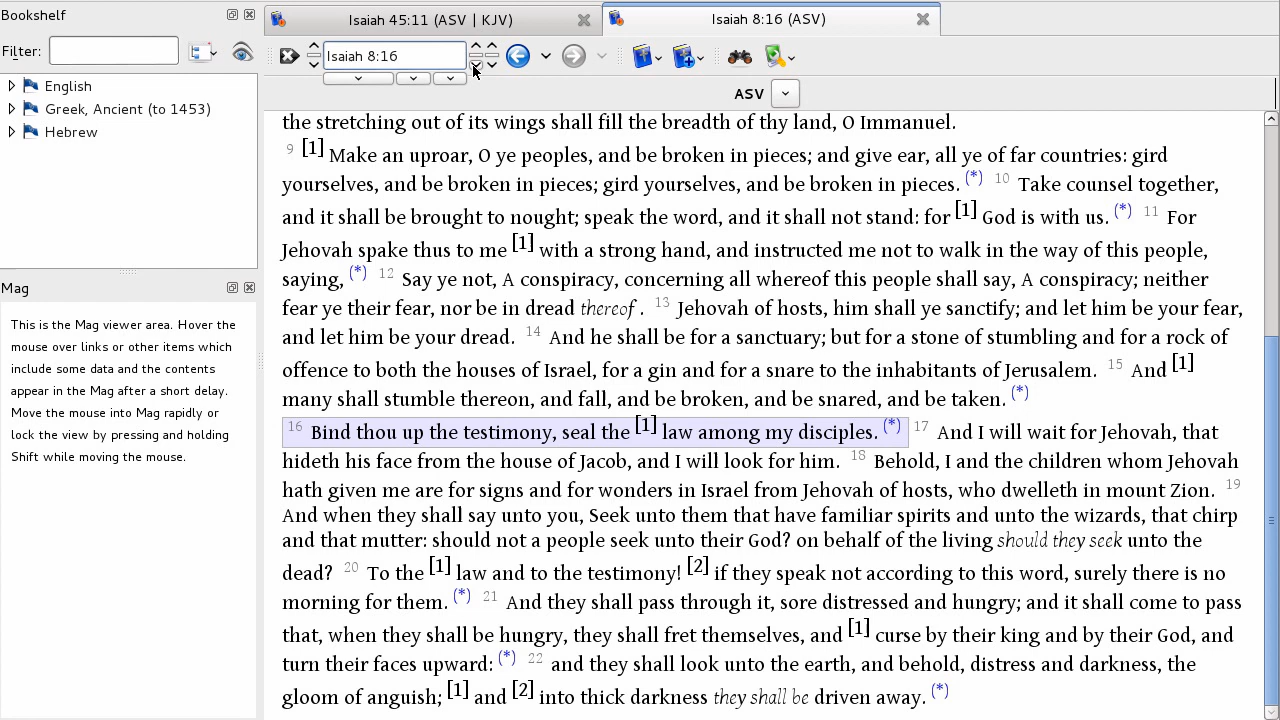 Bookshelf
Isaiah 45:11 (ASV | KJV)
Isaiah 8:16 (ASV)
Filter:
Isaiah 8:16
English
Greek, Ancient (to 1453)
Hebrew
ASV
Mag
This is the Mag viewer area. Hover the
mouse over links or other items which
include some data and the contents
appear in the Mag after a short delay.
Move the mouse into Mag rapidly or
lock the view by pressing and holding
Shift while moving the mouse.
the stretching out of its wings shall fill the breadth of thy land, O Immanuel.
9 [1] Make an uproar, O ye peoples, and be broken in pieces; and give ear, all ye of far countries: gird
yourselves, and be broken in pieces; gird yourselves, and be broken in pieces. (*) 10 Take counsel together,
and it shall be brought to nought; speak the word, and it shall not stand: for [1] God is with us. (*) 11 For
Jehovah spake thus to me [1] with a strong hand, and instructed me not to walk in the way of this people,
saying, (*) 12 Say ye not, A conspiracy, concerning all whereof this people shall say, A conspiracy; neither
fear ye their fear, nor be in dread thereof . 13 Jehovah of hosts, him shall ye sanctify; and let him be your fear,
and let him be your dread. 14 And he shall be for a sanctuary; but for a stone of stumbling and for a rock of
offence to both the houses of Israel, for a gin and for a snare to the inhabitants of Jerusalem. 15 And [1]
many shall stumble thereon, and fall, and be broken, and be snared, and be taken. (*)
16 Bind thou up the testimony, seal the [1] law among my disciples. (*) 17 And I will wait for Jehovah, that
hideth his face from the house of Jacob, and I will look for him. 18 Behold, I and the children whom Jehovah
hath given me are for signs and for wonders in Israel from Jehovah of hosts, who dwelleth in mount Zion. 19
And when they shall say unto you, Seek unto them that have familiar spirits and unto the wizards, that chirp
and that mutter: should not a people seek unto their God? on behalf of the living should they seek unto the
dead? 20 To the [1] law and to the testimony! [2] if they speak not according to this word, surely there is no
morning for them. (*) 21 And they shall pass through it, sore distressed and hungry; and it shall come to pass
that, when they shall be hungry, they shall fret themselves, and [1] curse by their king and by their God, and
turn their faces upward: (*) 22 and they shall look unto the earth, and behold, distress and darkness, the
gloom of anguish; [1] and [2] into thick darkness they shall be driven away. (*)